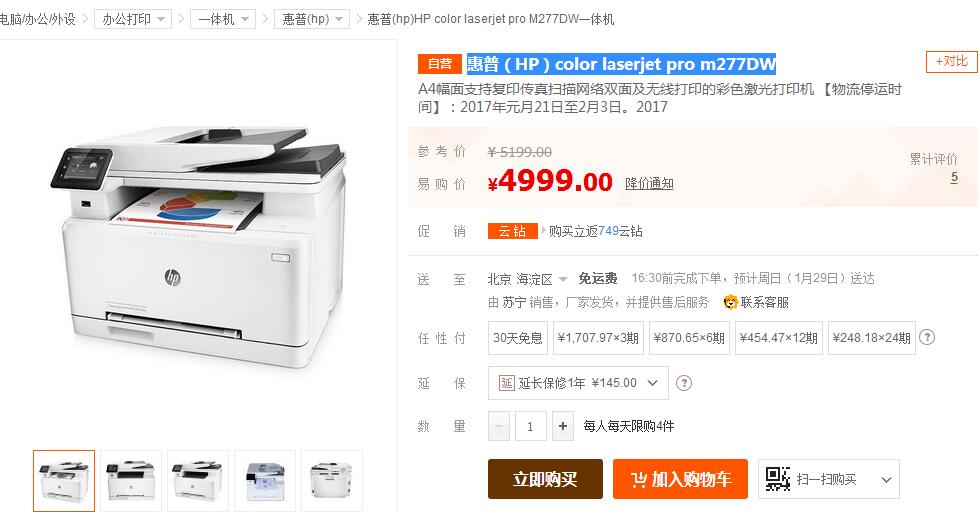 电脑/办公/外设 > 办公打印 > 一体机 > 惠普(hp) > 惠普(hp)HP color laserjet pro M277DW一体机
自营 惠普（HP）color laserjet pro m277DW
+对比
A4幅面支持复印传真扫描网络双面及无线打印的彩色激光打印机 【物流停运时
间】：2017年元月21日至2月3日。2017
参考价 ¥ 5199.00
累计评价
5
易购价 ¥4999.00 降价通知
促销 云钻 购买立返749云钻
送至 北京 海淀区 免运费 16:30前完成下单，预计周日（1月29日）送达
由 苏宁 销售，厂家发货，并提供售后服务 联系客服
任性付 30天免息 ¥1,707.97×3期 ¥870.65×6期 ¥454.47×12期 ¥248.18×24期 ?
延保 延 延长保修1年 ¥145.00 ?
数量 − 1 + 每人每天限购4件
立即购买 加入购物车 扫一扫购买
hp